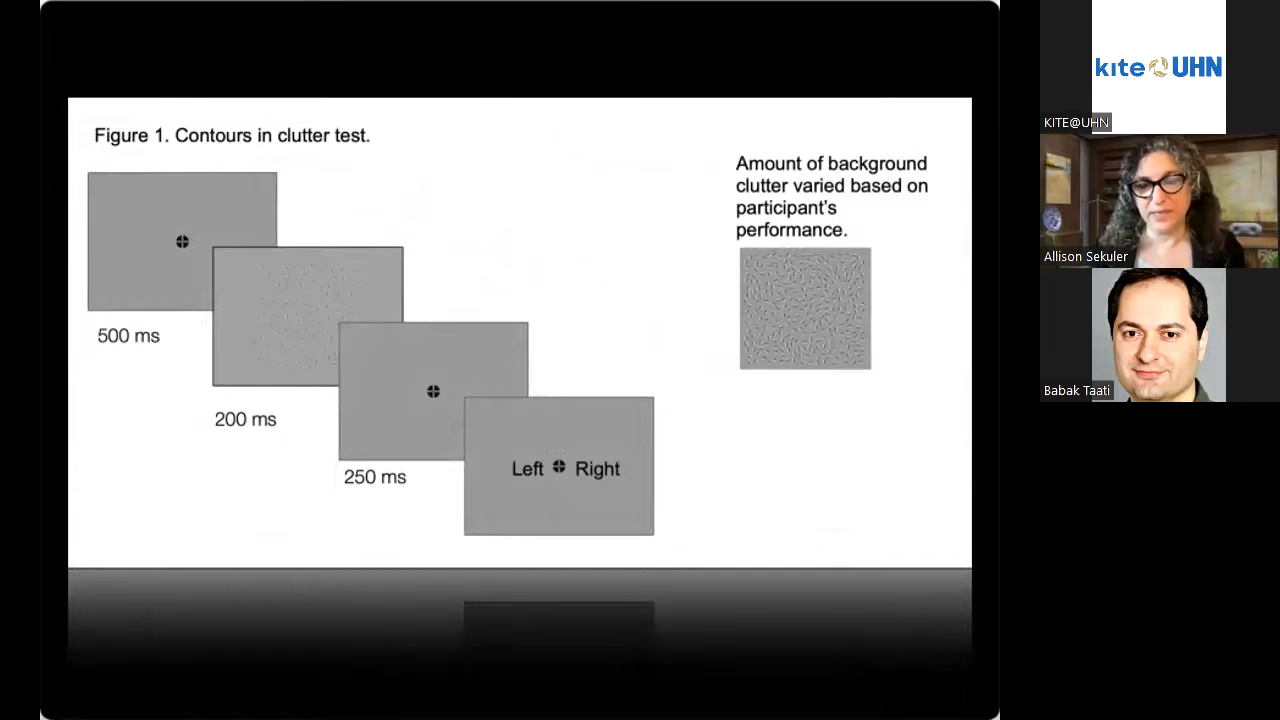 Figure 1. Contours in clutter test.
Amount of background
clutter varied based on
participant's
performance.
500 ms
200 ms
250 ms
Left Right
kite UHN
KITE@UHN
Allison Sekuler
Babak Taati